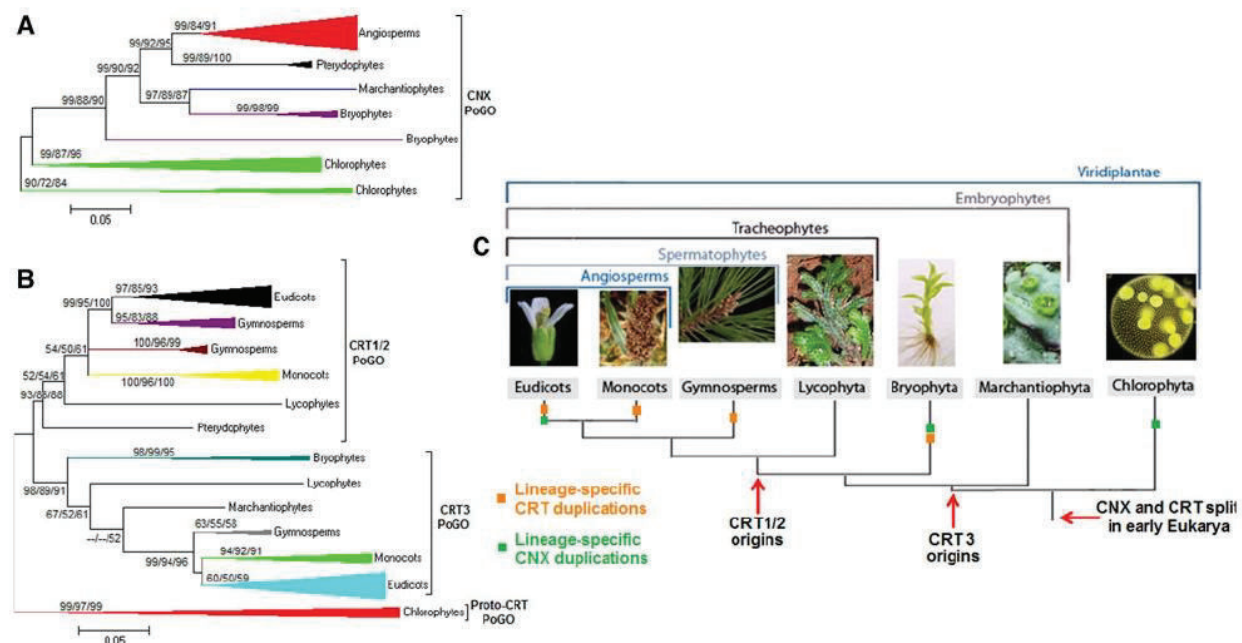 A
99/84/91
Angiosperms
99/92/95
99/89/100
Pterydophytes
99/90/92
Marchantiophytes
97/89/87
99/98/99
Bryophytes
99/88/90
Bryophytes
99/87/96
Chlorophytes
90/72/84
Chlorophytes
0.05
CNX
PoGO
B
97/85/93
Eudicots
99/95/100
95/83/88
Gymnosperms
100/96/99
Gymnosperms
54/50/61
Monocots
100/96/100
52/54/61
Lycophytes
Pterydophytes
CRT1/2
PoGO
98/99/95
Bryophytes
98/89/91
Lycophytes
67/52/61
Marchantiophytes
--/--/52
63/55/58
Gymnosperms
99/94/96
94/92/91
Monocots
60/50/59
Eudicots
CRT3
PoGO
99/97/99
Chlorophytes
Proto-CRT
PoGO
0.05
C
Viridiplantae
Embryophytes
Tracheophytes
Spermatophytes
Angiosperms
Eudicots Monocots Gymnosperms Lycophyta Bryophyta Marchantiophyta Chlorophyta
Lineage-specific
CRT duplications
Lineage-specific
CNX duplications
CRT1/2
origins
CRT3
origins
CNX and CRT split
in early Eukarya